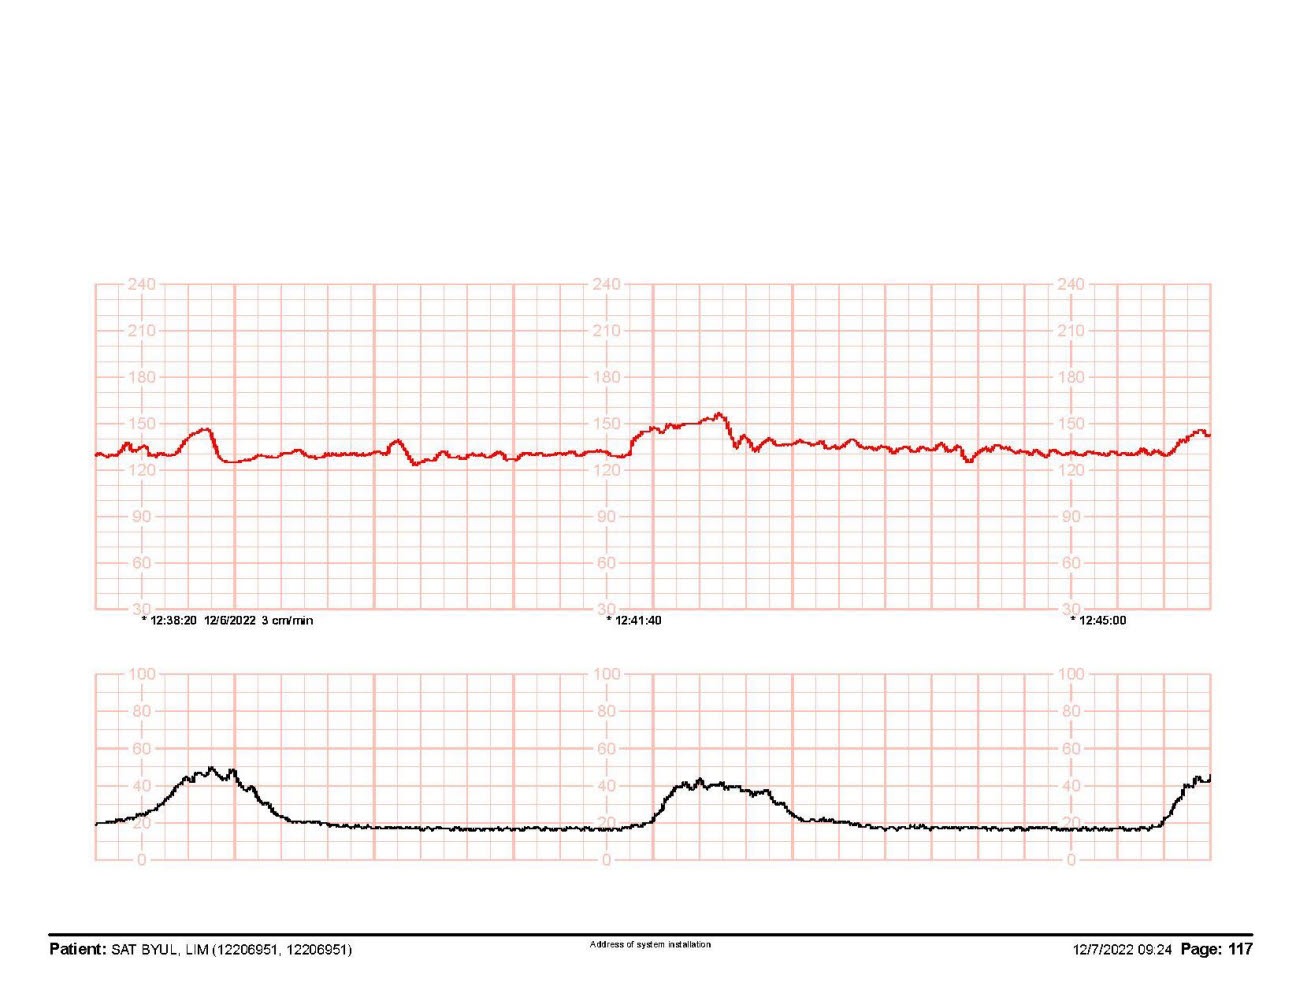 240 240 240
210 210 210
180 180 180
150 150 150
120 120 120
90 90 90
60 60 60
30 30 30
* 12:38:20 12/6/2022 3 cm/min * 12:41:40 * 12:45:00
100 100 100
80 80 80
60 60 60
40 40 40
20 20 20
0 0 0
Patient: SAT BYUL, LIM (12206951, 12206951) Address of system installation 12/7/2022 09:24 Page: 117